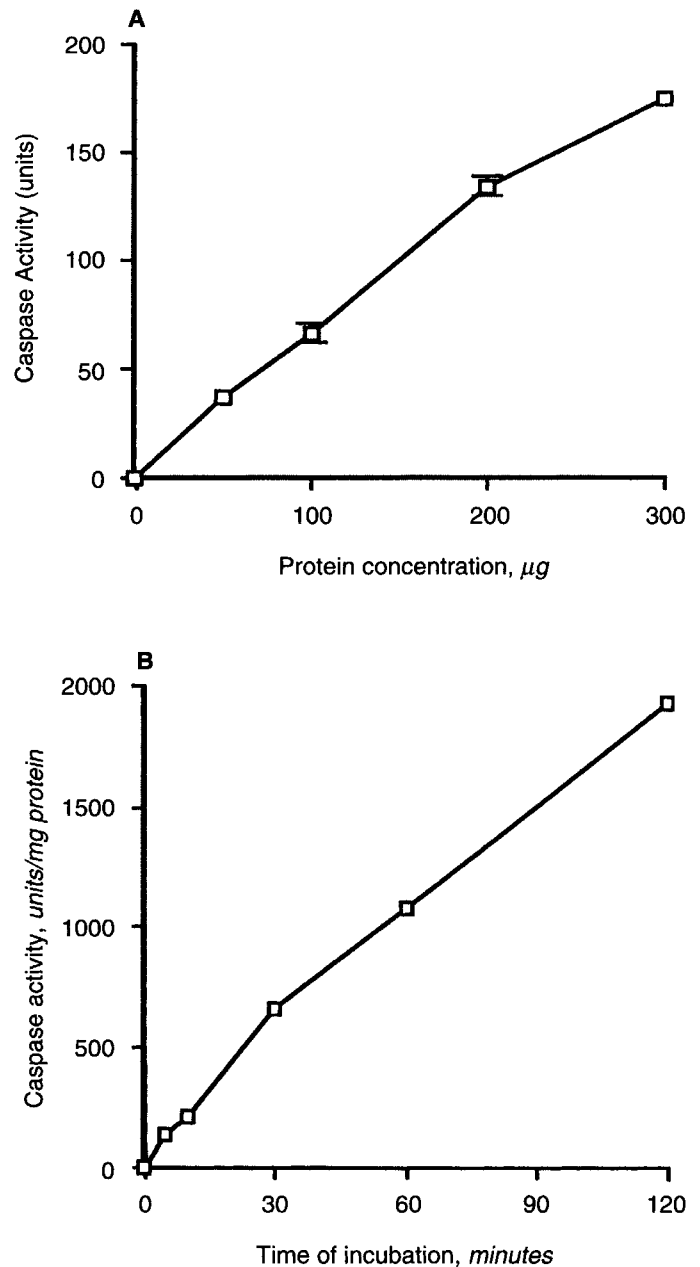 A
200
150
100
50
0
Caspase Activity (units)
0 100 200 300
Protein concentration, μg
B
2000
1500
1000
500
0
Caspase activity, units/mg protein
0 30 60 90 120
Time of incubation, minutes